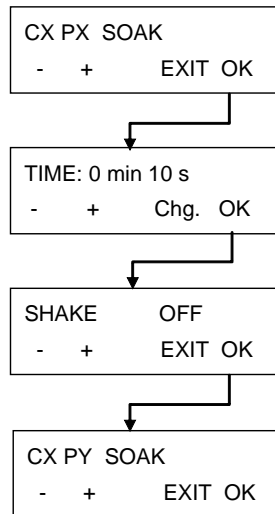 CX PX SOAK
- + EXIT OK
TIME: 0 min 10 s
- + Chg. OK
SHAKE OFF
- + EXIT OK
CX PY SOAK
- + EXIT OK